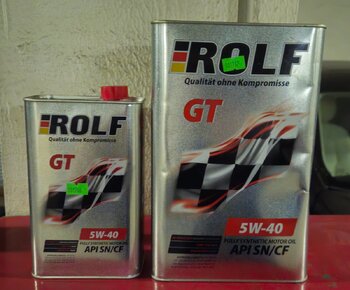 ROLF
Qualität ohne Kompromisse
GT
5W-40
FULLY SYNTHETIC MOTOR OIL
API SN/CF
ROLF
Qualität ohne Kompromisse
GT
5W-40
FULLY SYNTHETIC MOTOR OIL
API SN/CF